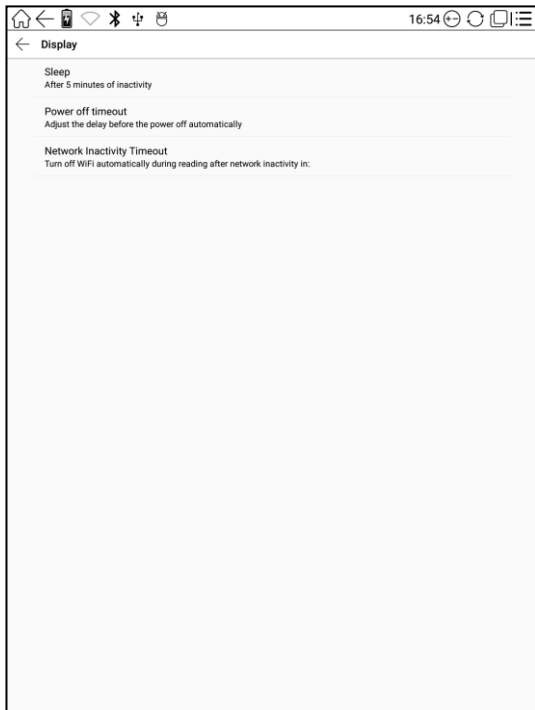 16:54
Display
Sleep
After 5 minutes of inactivity
Power off timeout
Adjust the delay before the power off automatically
Network Inactivity Timeout
Turn off WiFi automatically during reading after network inactivity in: